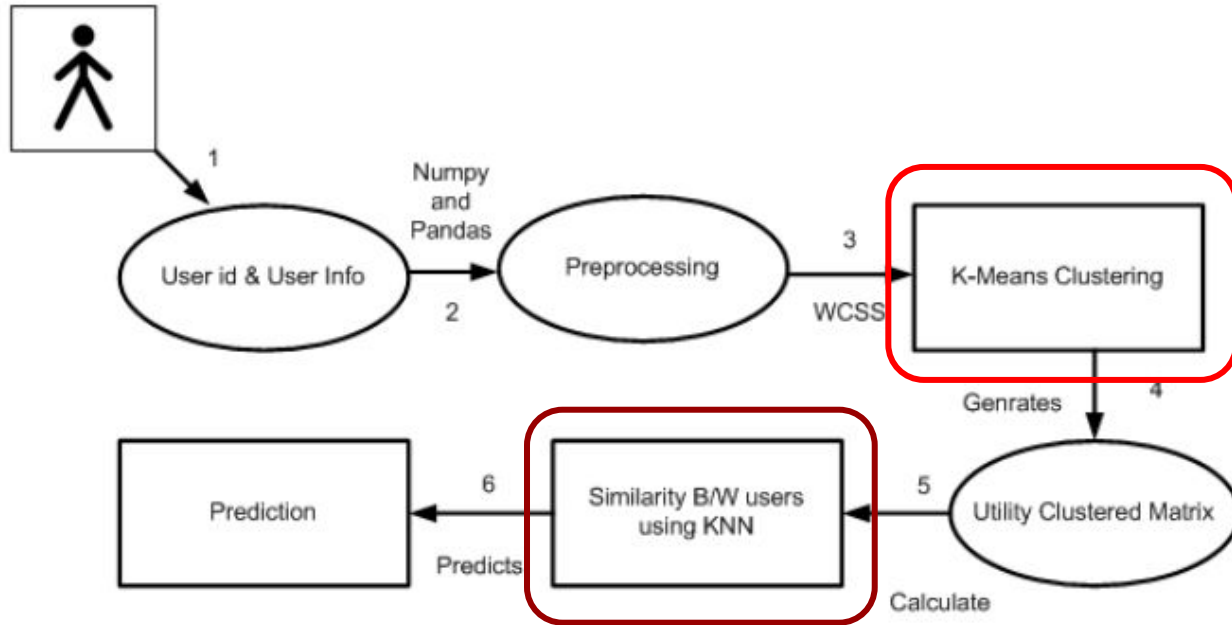 1
Numpy
and
Pandas
User id & User Info
2
Preprocessing
3
WCSS
K-Means Clustering
4
Genrates
Utility Clustered Matrix
5
Calculate
Similarity B/W users
using KNN
6
Predicts
Prediction